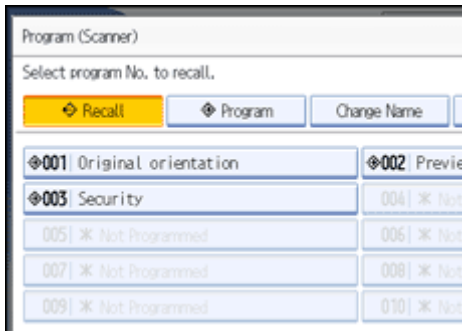 Program (Scanner)
Select program No. to recall.
Recall Program Change Name
001 Original orientation 002 Previe
003 Security 004 * Not
005 * Not Programmed 006 * Not
007 * Not Programmed 008 * Not
009 * Not Programmed 010 * Not